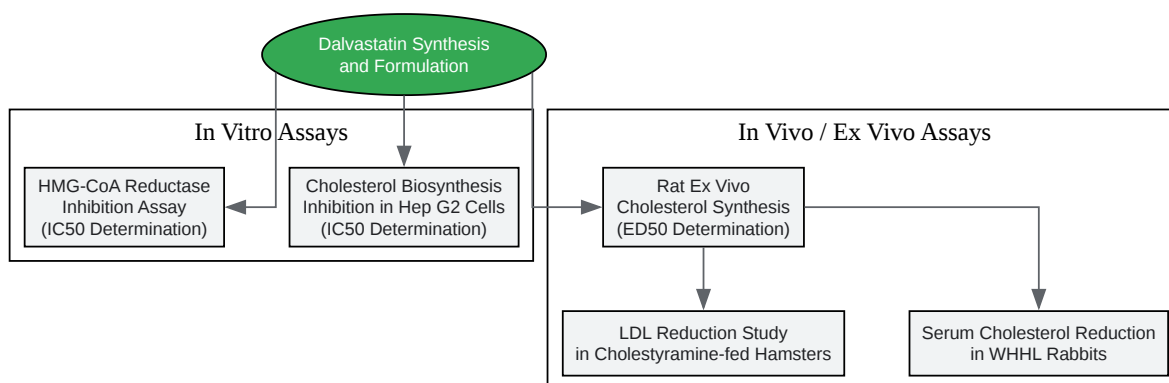 Dalvastatin Synthesis
and Formulation
In Vitro Assays
HMG-CoA Reductase
Inhibition Assay
(IC50 Determination)
Cholesterol Biosynthesis
Inhibition in Hep G2 Cells
(IC50 Determination)
In Vivo / Ex Vivo Assays
Rat Ex Vivo
Cholesterol Synthesis
(ED50 Determination)
LDL Reduction Study
in Cholestyramine-fed Hamsters
Serum Cholesterol Reduction
in WHHL Rabbits